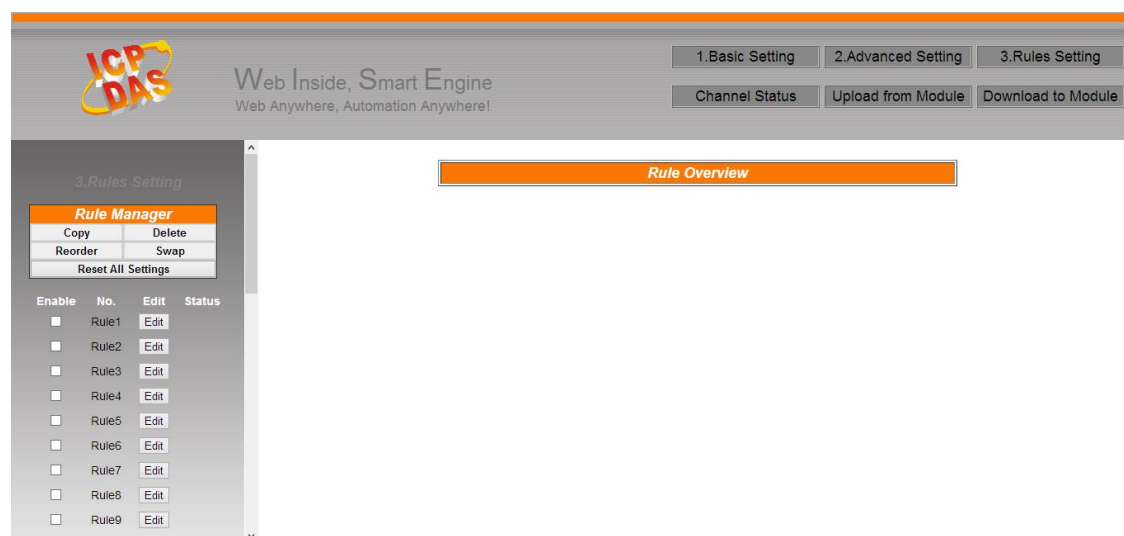 ICP
DAS
Web Inside, Smart Engine
Web Anywhere, Automation Anywhere!
1.Basic Setting 2.Advanced Setting 3.Rules Setting
Channel Status Upload from Module Download to Module
3.Rules Setting
Rule Manager
Copy Delete
Reorder Swap
Reset All Settings
Enable No. Edit Status
Rule1 Edit
Rule2 Edit
Rule3 Edit
Rule4 Edit
Rule5 Edit
Rule6 Edit
Rule7 Edit
Rule8 Edit
Rule9 Edit
Rule Overview